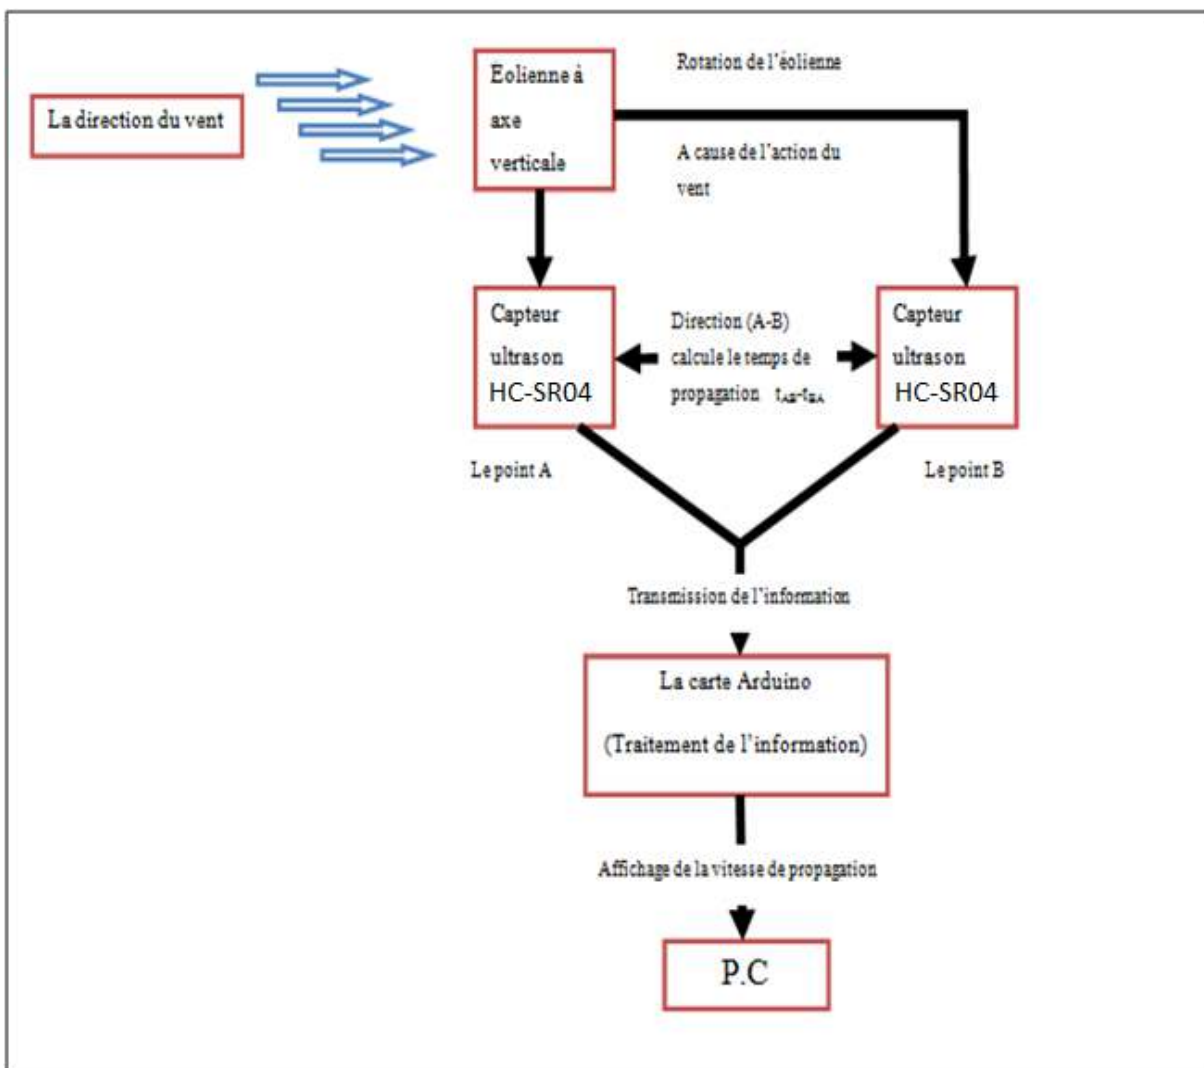 La direction du vent
Eolienne à
axe
verticale
Rotation de l'éolienne
A cause de l'action du
vent
Capteur
ultrason
HC-SR04
Direction (A-B)
calcule le temps de
propagation tAB-tBA
Capteur
ultrason
HC-SR04
Le point A
Le point B
Transmission de l'information
La carte Arduino
(Traitement de l'information)
Affichage de la vitesse de propagation
P.C